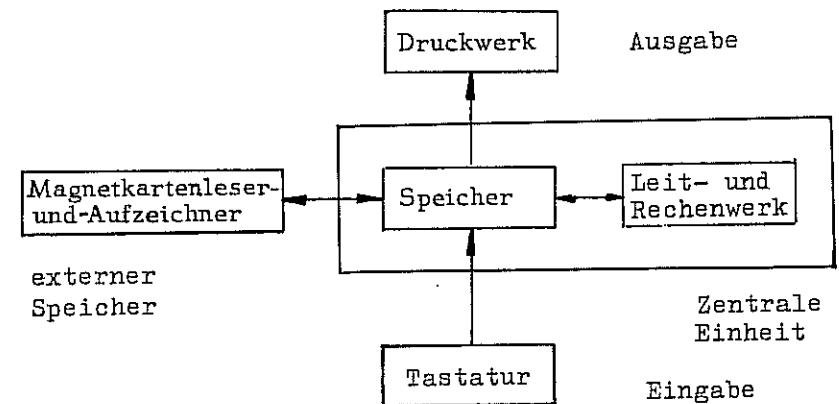 Druckwerk
Ausgabe
Magnetkartenleser-
und-Aufzeichner
Speicher
Leit- und
Rechenwerk
externer
Speicher
Zentrale
Einheit
Tastatur
Eingabe